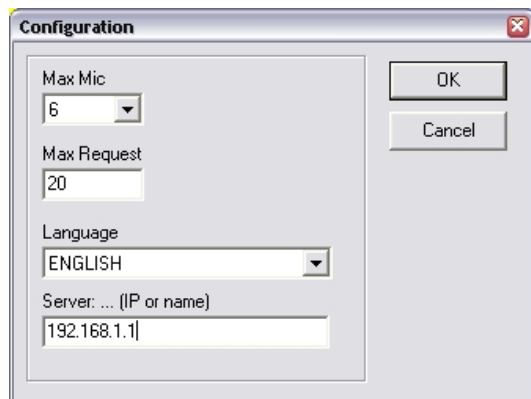 Configuration
Max Mic
6
Max Request
20
Language
ENGLISH
Server: ... (IP or name)
192.168.1.1
OK
Cancel